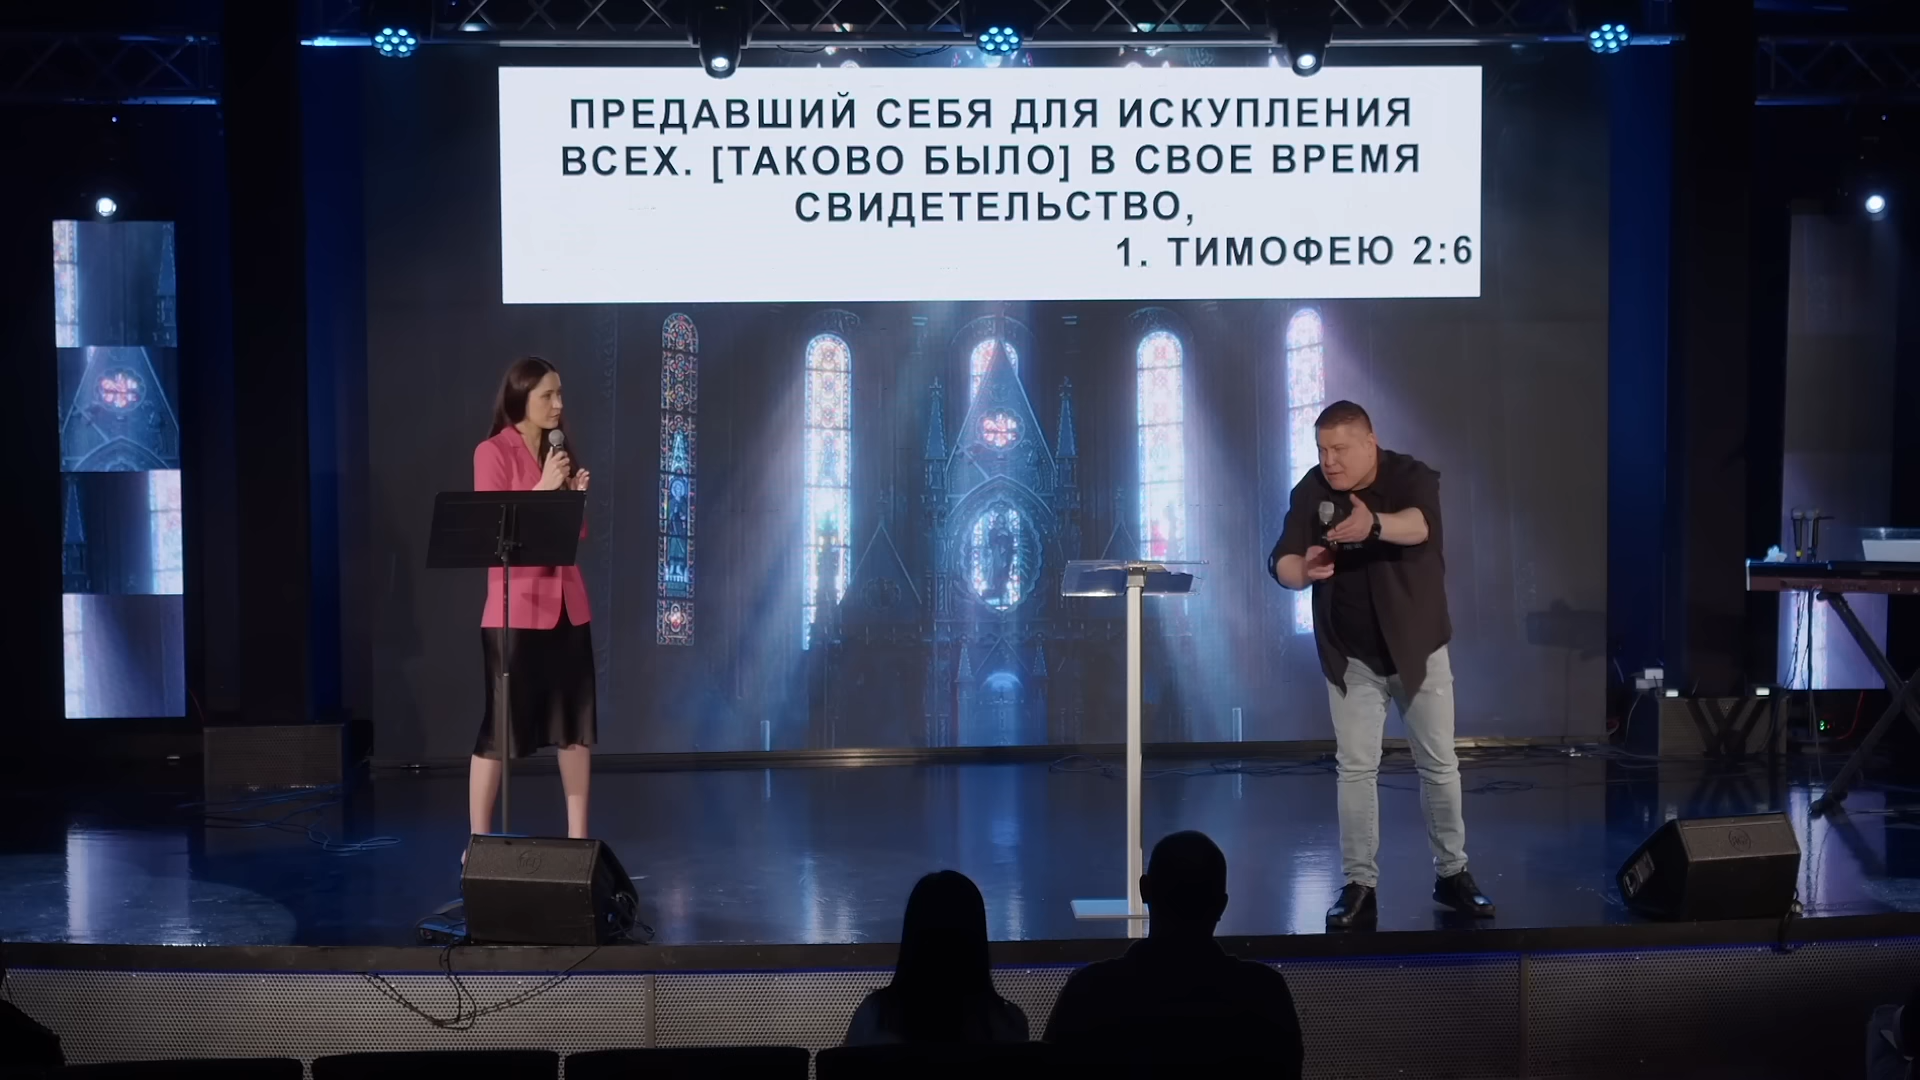 ПРЕДАВШИЙ СЕБЯ ДЛЯ ИСКУПЛЕНИЯ
ВСЕХ. [ТАКОВО БЫЛО] В СВОЕ ВРЕМЯ
СВИДЕТЕЛЬСТВО,
1. ТИМОФЕЮ 2:6